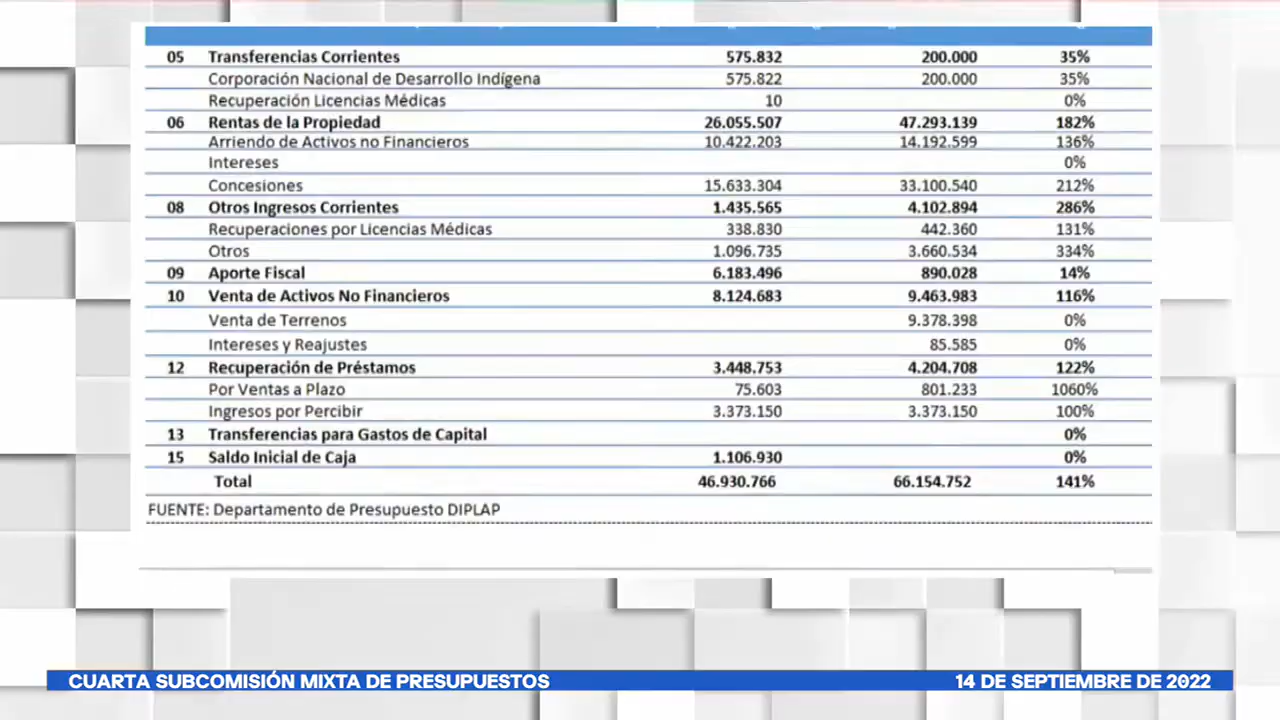 05 Transferencias Corrientes 575.832 200.000 35%
Corporación Nacional de Desarrollo Indígena 575.822 200.000 35%
Recuperación Licencias Médicas 10 0%
06 Rentas de la Propiedad 26.055.507 47.293.139 182%
Arriendo de Activos no Financieros 10.422.203 14.192.599 136%
Intereses 0%
Concesiones 15.633.304 33.100.540 212%
08 Otros Ingresos Corrientes 1.435.565 4.102.894 286%
Recuperaciones por Licencias Médicas 338.830 442.360 131%
Otros 1.096.735 3.660.534 334%
09 Aporte Fiscal 6.183.496 890.028 14%
10 Venta de Activos No Financieros 8.124.683 9.463.983 116%
Venta de Terrenos 9.378.398 0%
Intereses y Reajustes 85.585 0%
12 Recuperación de Préstamos 3.448.753 4.204.708 122%
Por Ventas a Plazo 75.603 801.233 1060%
Ingresos por Percibir 3.373.150 3.373.150 100%
13 Transferencias para Gastos de Capital 0%
15 Saldo Inicial de Caja 1.106.930 0%
Total 46.930.766 66.154.752 141%
FUENTE: Departamento de Presupuesto DIPLAP
CUARTA SUBCOMISIÓN MIXTA DE PRESUPUESTOS 14 DE SEPTIEMBRE DE 2022